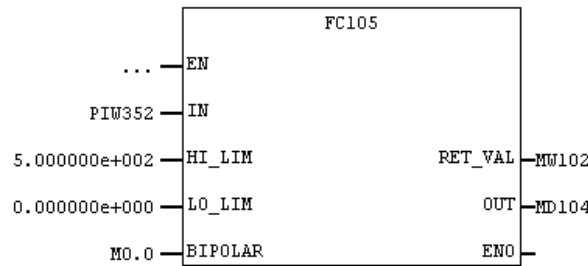 FC105
... EN
PIW352 IN
5.000000e+002 HI_LIM RET_VAL MW102
0.000000e+000 LO_LIM OUT MD104
M0.0 BIPOLAR ENO